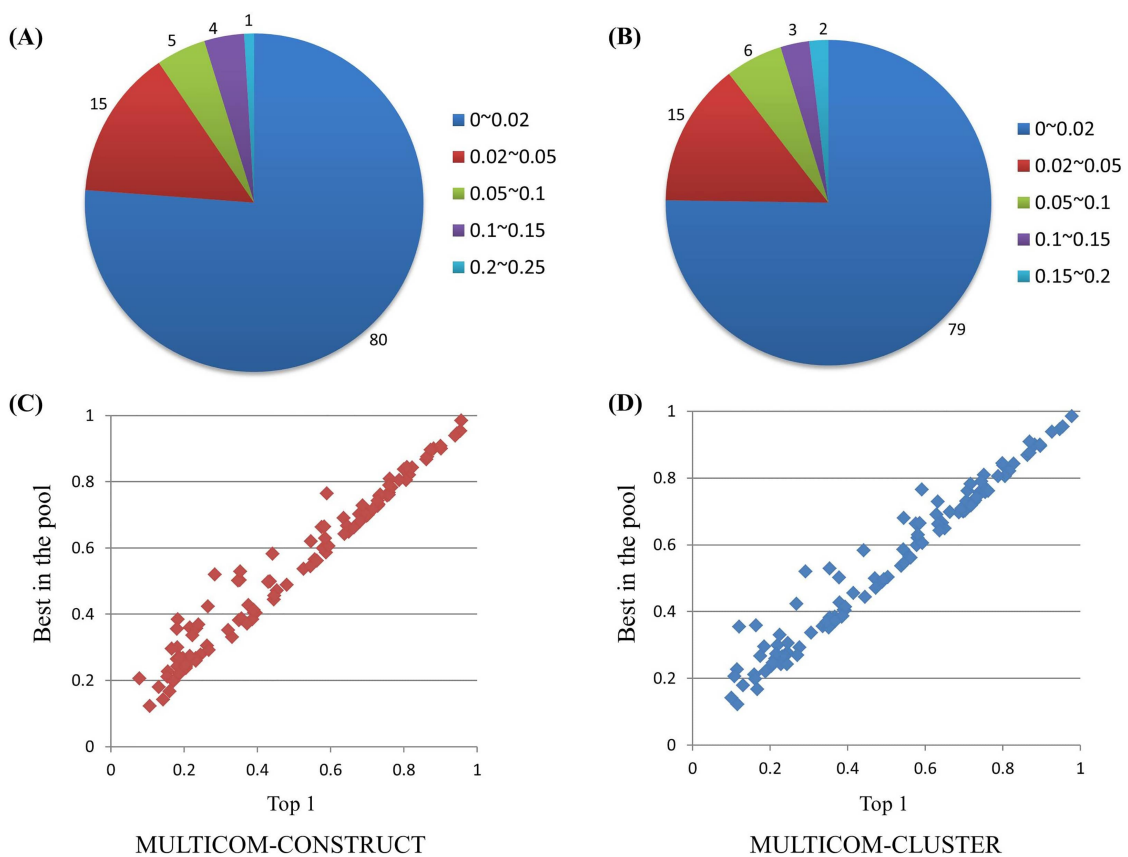 (A)
1
4
5
15
80
0~0.02
0.02~0.05
0.05~0.1
0.1~0.15
0.2~0.25
(B)
2
3
6
15
79
0~0.02
0.02~0.05
0.05~0.1
0.1~0.15
0.15~0.2
(C)
Best in the pool
1
0.8
0.6
0.4
0.2
0
0 0.2 0.4 0.6 0.8 1
Top 1
MULTICOM-CONSTRUCT
(D)
Best in the pool
1
0.8
0.6
0.4
0.2
0
0 0.2 0.4 0.6 0.8 1
Top 1
MULTICOM-CLUSTER